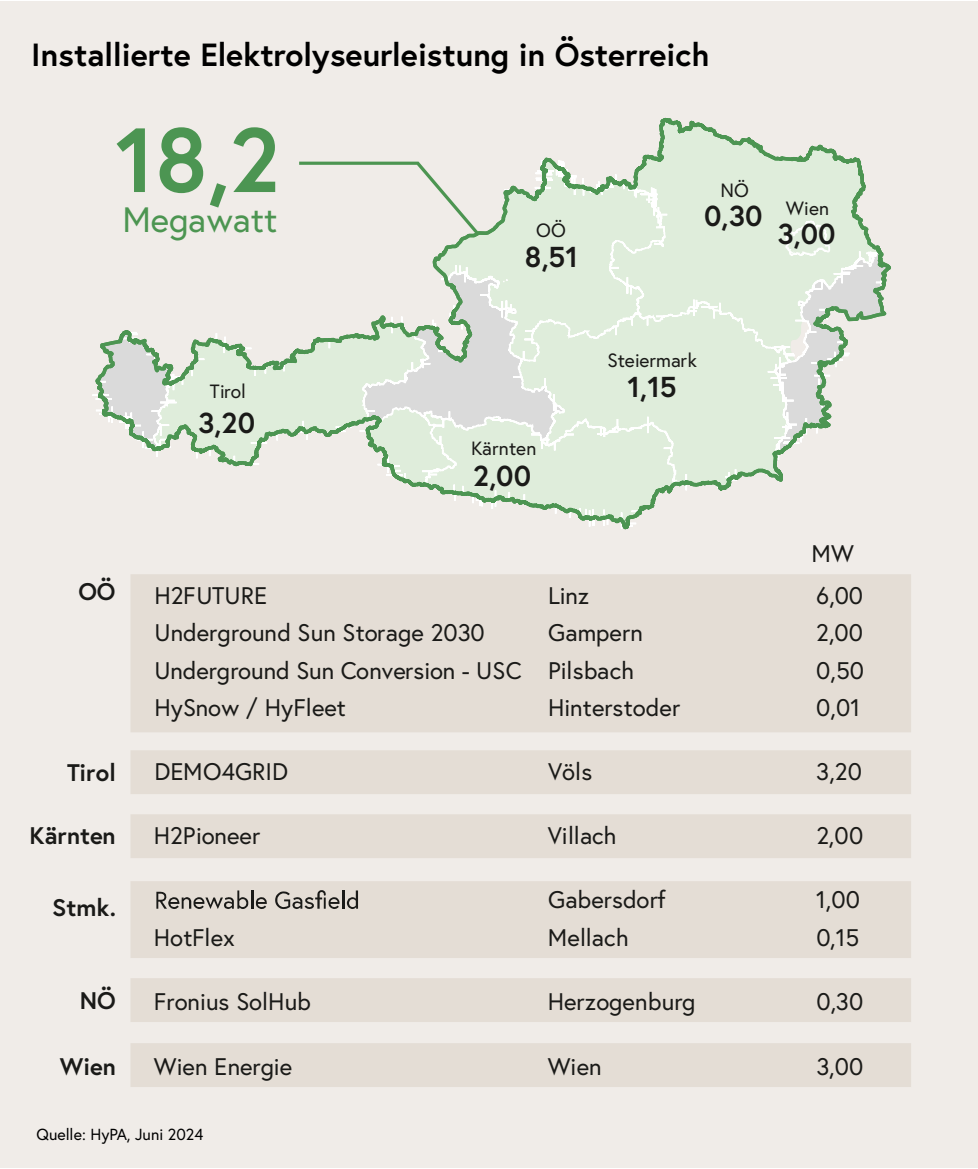 Installierte Elektrolyseurleistung in Österreich
18,2
Megawatt
NÖ
0,30
Wien
3,00
OÖ
8,51
Steiermark
1,15
Tirol
3,20
Kärnten
2,00
MW
OÖ H2FUTURE Linz 6,00
Underground Sun Storage 2030 Gampern 2,00
Underground Sun Conversion - USC Pilsbach 0,50
HySnow / HyFleet Hinterstoder 0,01
Tirol DEMO4GRID Völs 3,20
Kärnten H2Pioneer Villach 2,00
Stmk. Renewable Gasfield Gabersdorf 1,00
HotFlex Mellach 0,15
NÖ Fronius SolHub Herzogenburg 0,30
Wien Wien Energie Wien 3,00
Quelle: HyPA, Juni 2024